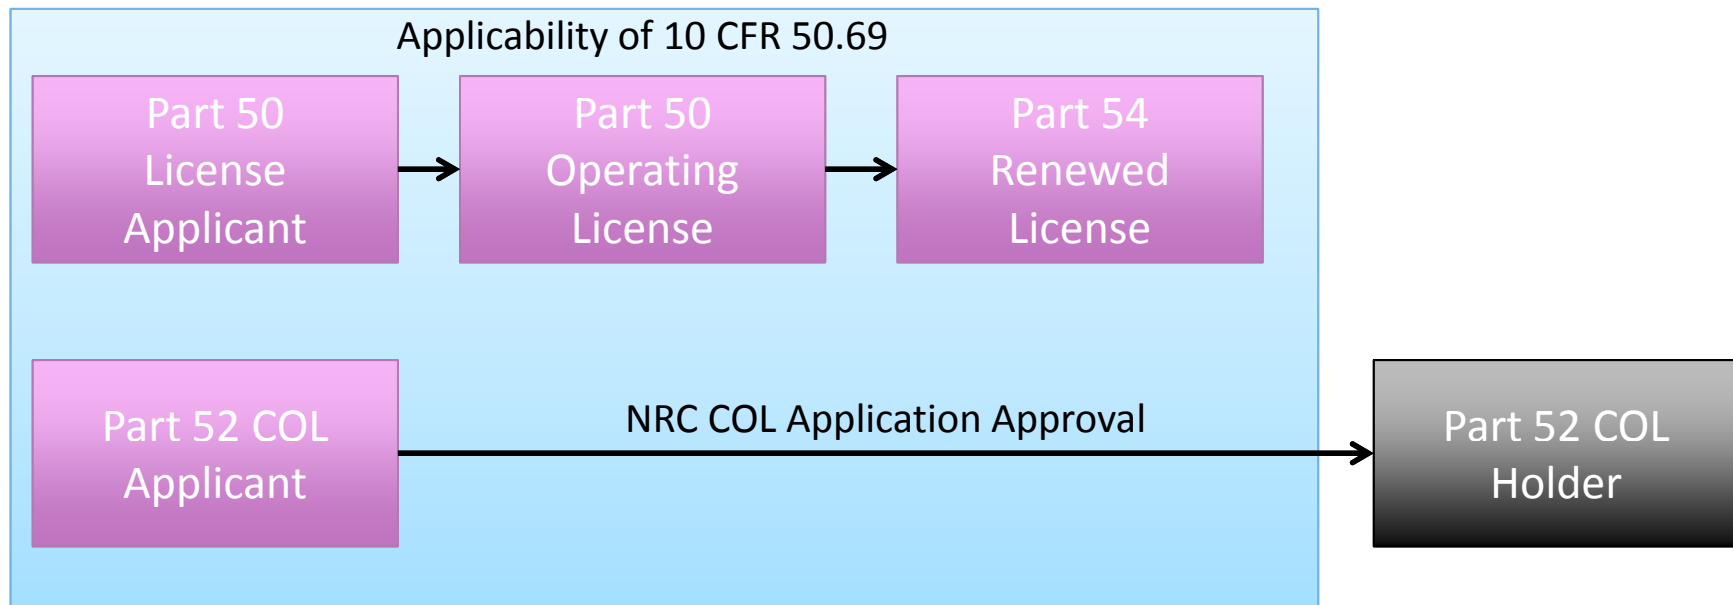 Applicability of 10 CFR 50.69
Part 50
License
Applicant
Part 50
Operating
License
Part 54
Renewed
License
Part 52 COL
Applicant
NRC COL Application Approval
Part 52 COL
Holder